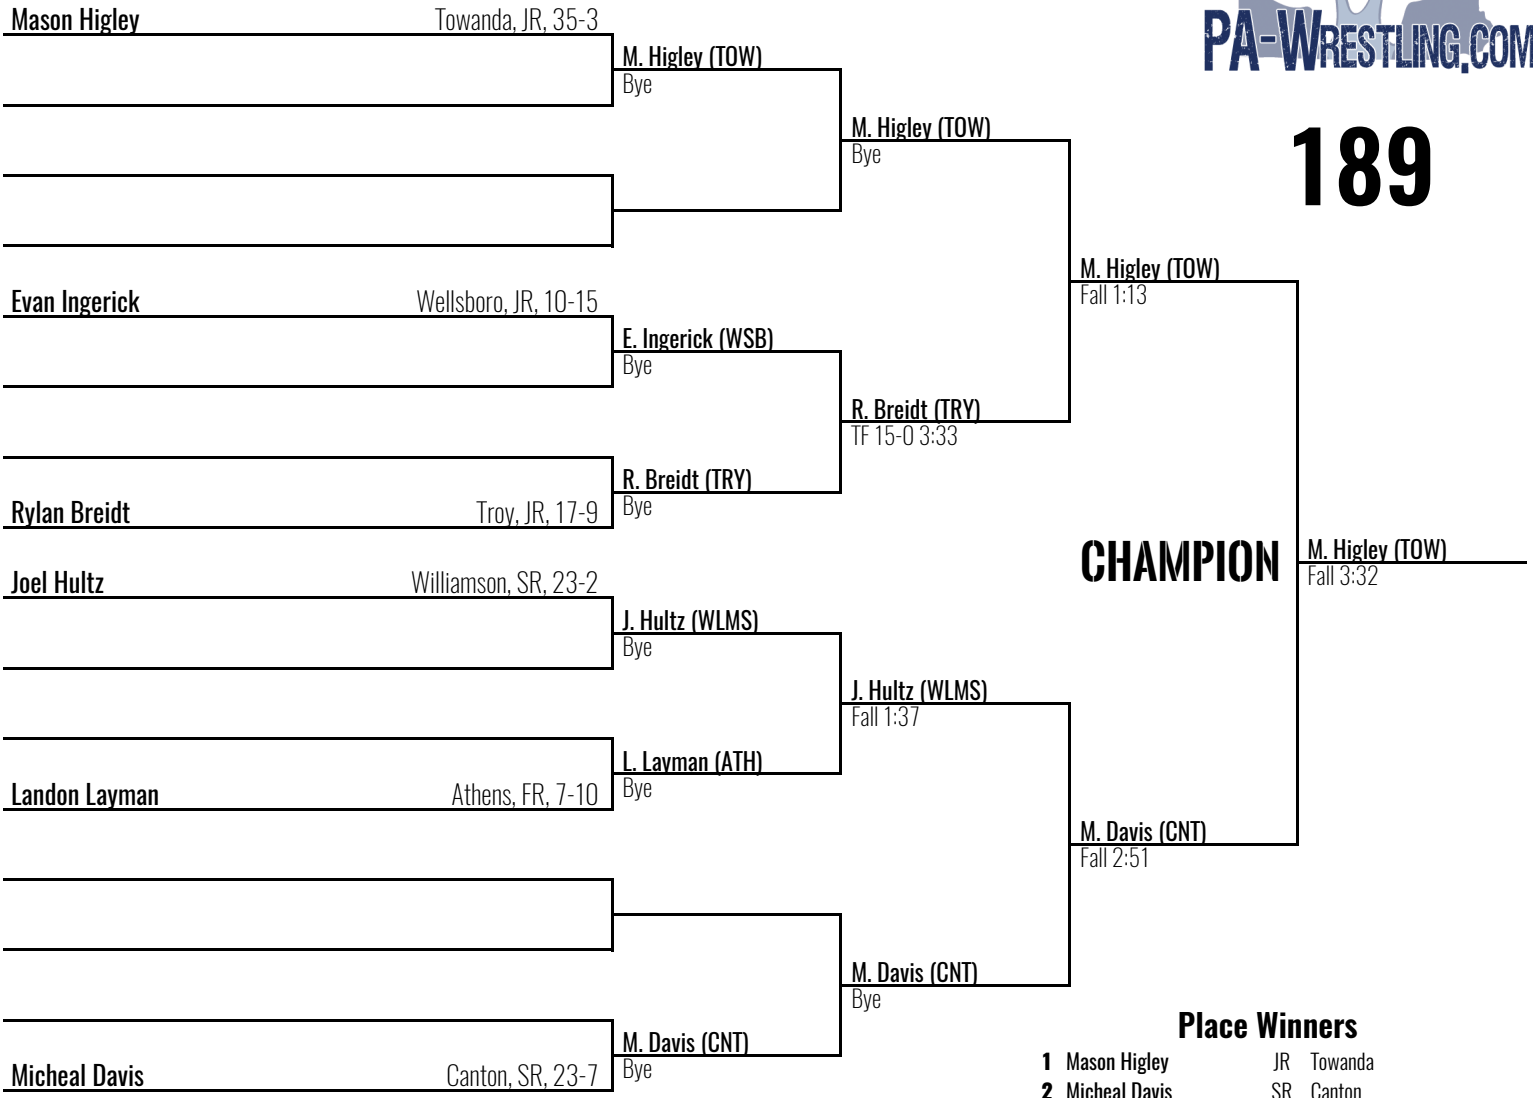 PA-WRESTLING.COM
189
Mason Higley Towanda, JR, 35-3
M. Higley (TOW)
Bye
M. Higley (TOW)
Bye
M. Higley (TOW)
Fall 1:13
Evan Ingerick Wellsboro, JR, 10-15
E. Ingerick (WSB)
Bye
R. Breidt (TRY)
TF 15-0 3:33
R. Breidt (TRY)
Bye
Rylan Breidt Troy, JR, 17-9
CHAMPION
M. Higley (TOW)
Fall 3:32
Joel Hultz Williamson, SR, 23-2
J. Hultz (WLMS)
Bye
J. Hultz (WLMS)
Fall 1:37
L. Layman (ATH)
Bye
Landon Layman Athens, FR, 7-10
M. Davis (CNT)
Fall 2:51
M. Davis (CNT)
Bye
M. Davis (CNT)
Bye
Micheal Davis Canton, SR, 23-7
Place Winners
1 Mason Higley JR Towanda
2 Micheal Davis SR Canton